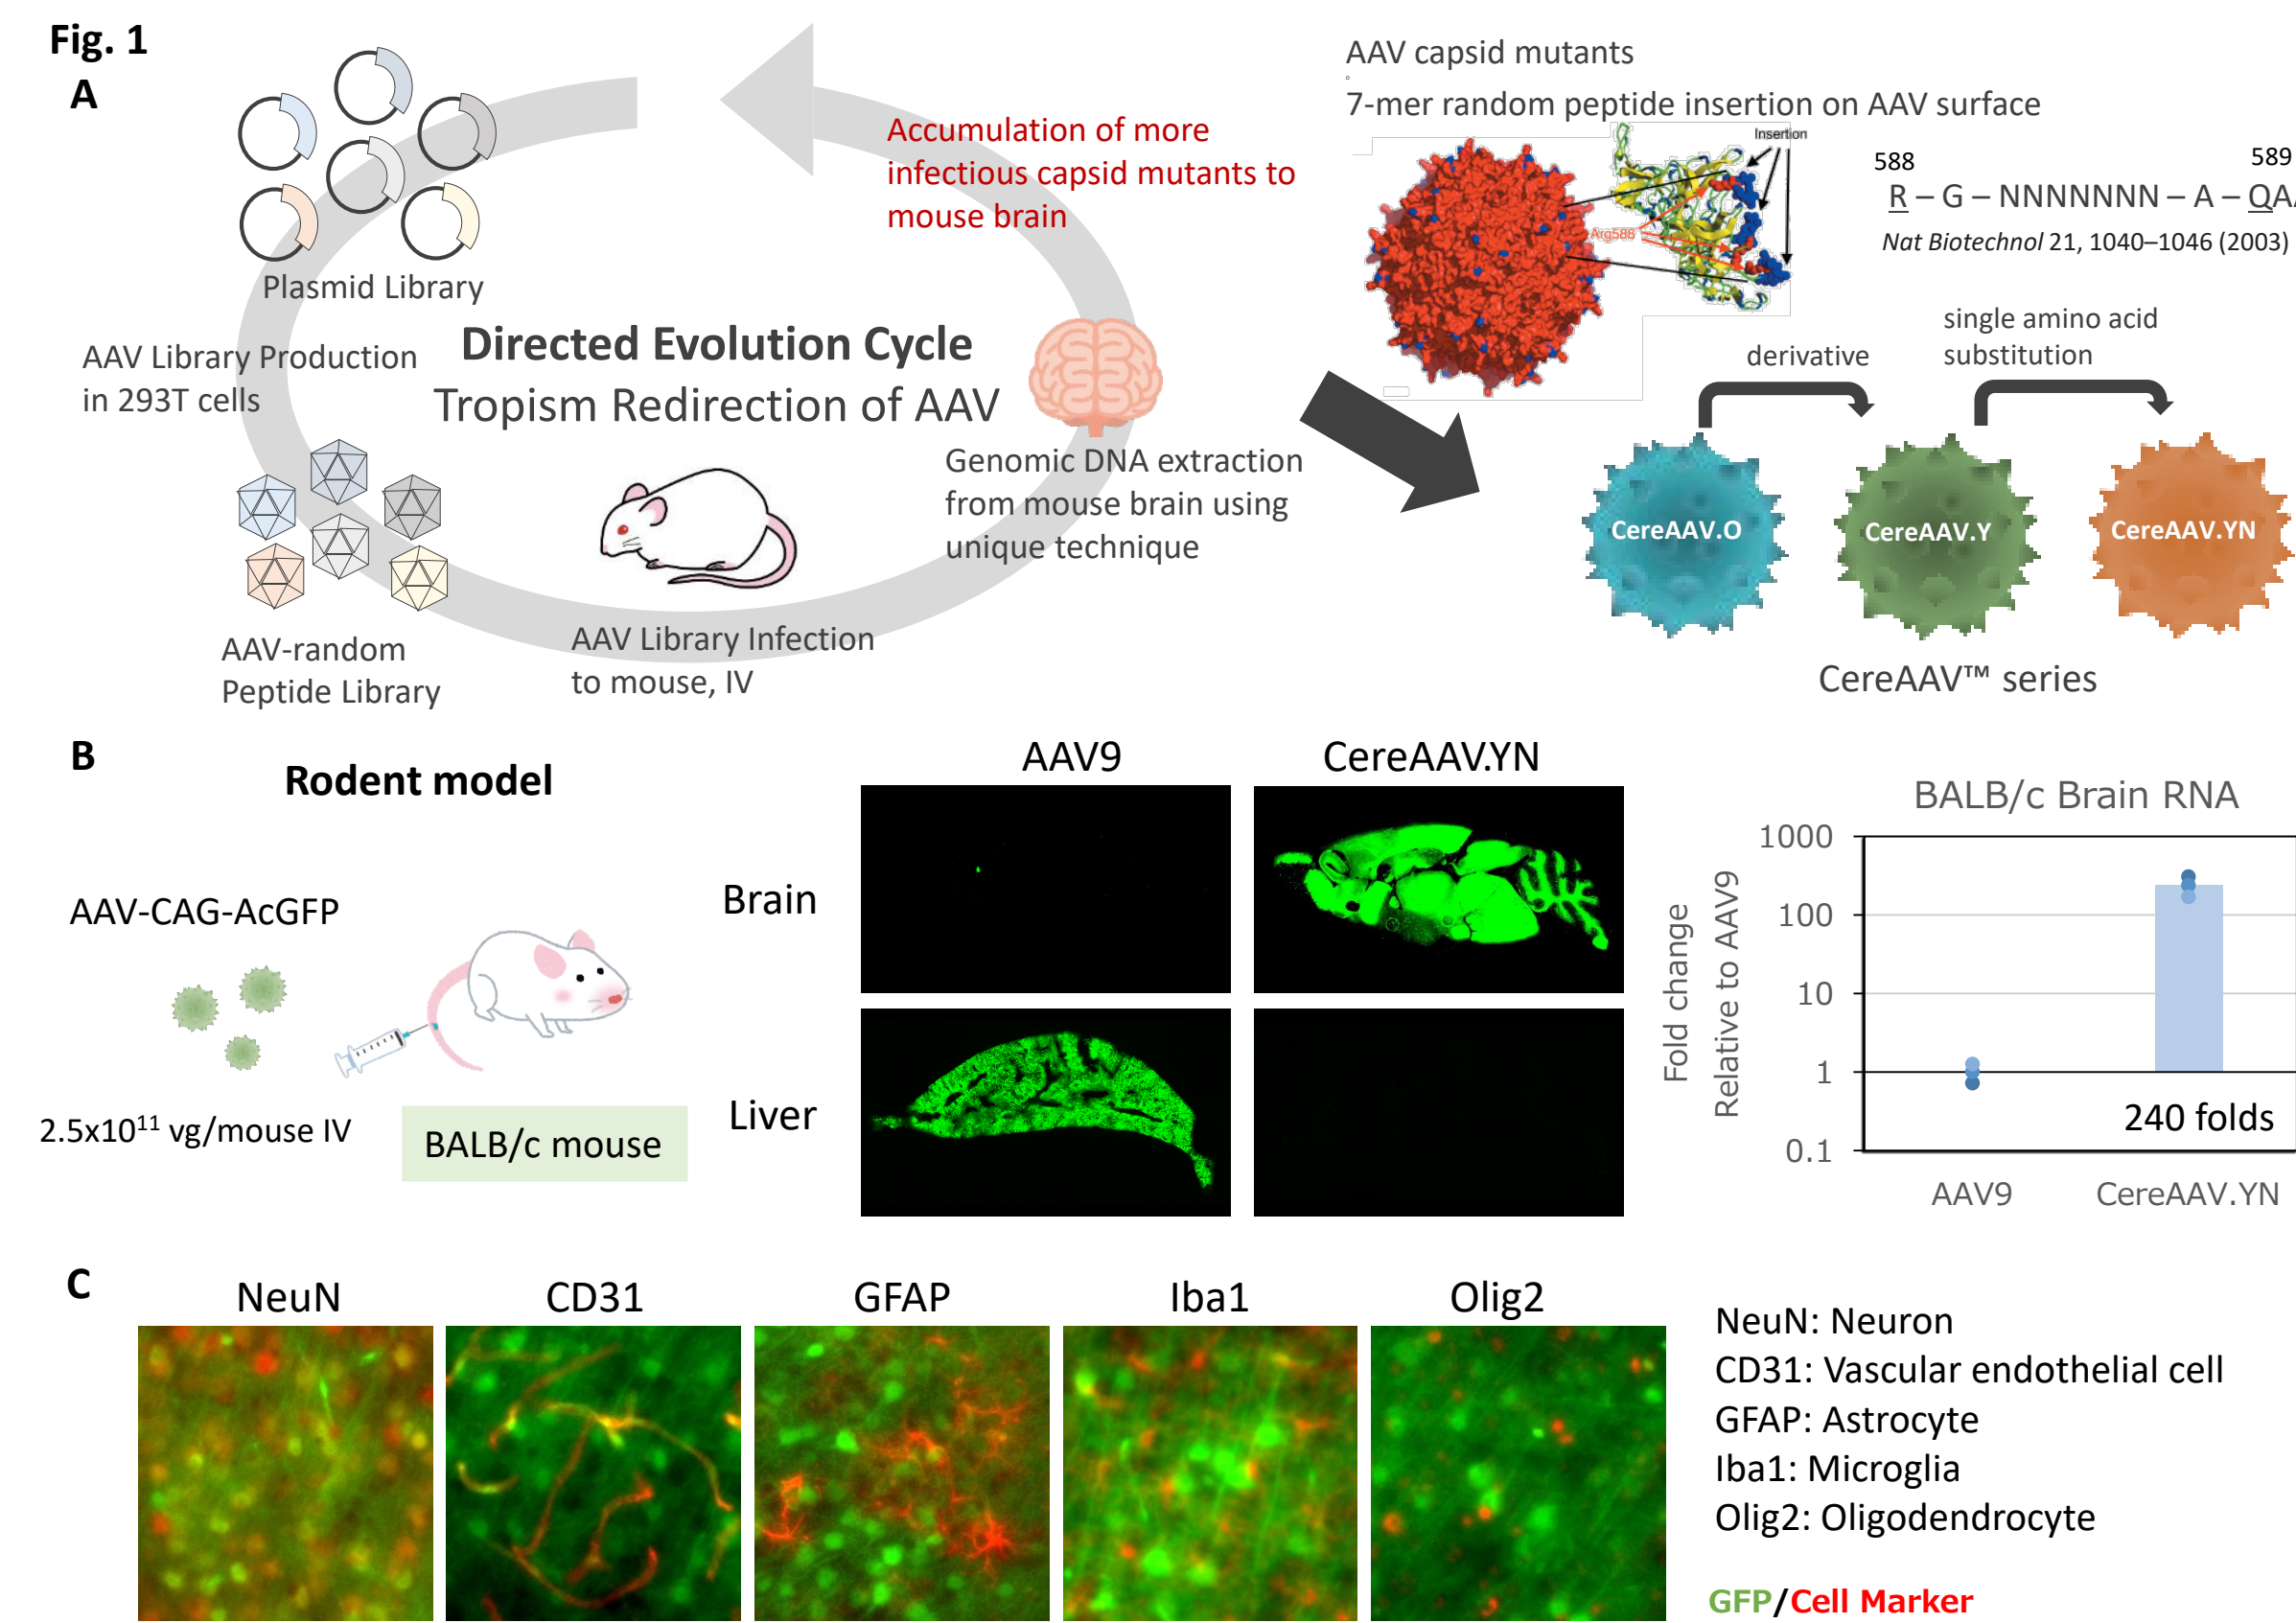 Fig. 1
A
Plasmid Library
AAV Library Production
in 293T cells
AAV-random
Peptide Library
Directed Evolution Cycle
Tropism Redirection of AAV
AAV Library Infection
to mouse, IV
Accumulation of more
infectious capsid mutants to
mouse brain
Genomic DNA extraction
from mouse brain using
unique technique
AAV capsid mutants
7-mer random peptide insertion on AAV surface
Insertion
Arg588
588
589
R – G – NNNNNNN – A – QA
Nat Biotechnol 21, 1040–1046 (2003)
derivative
single amino acid
substitution
CereAAV.O
CereAAV.Y
CereAAV.YN
CereAAV™ series
B
Rodent model
AAV-CAG-AcGFP
2.5x10¹¹ vg/mouse IV
BALB/c mouse
AAV9
CereAAV.YN
Brain
Liver
BALB/c Brain RNA
Fold change
Relative to AAV9
1000
100
10
1
0.1
240 folds
AAV9
CereAAV.YN
C
NeuN
CD31
GFAP
Iba1
Olig2
NeuN: Neuron
CD31: Vascular endothelial cell
GFAP: Astrocyte
Iba1: Microglia
Olig2: Oligodendrocyte
GFP/Cell Marker